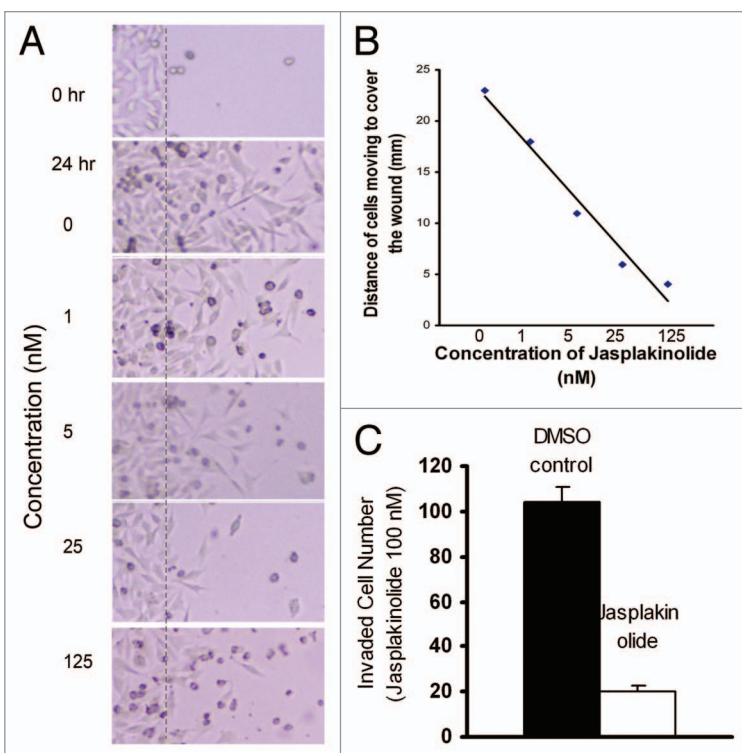 A
0 hr
24 hr
0
1
5
25
125
Concentration (nM)
B
25
20
15
10
5
0
Distance of cells moving to cover
the wound (mm)
0 1 5 25 125
Concentration of Jasplakinolide
(nM)
C
DMSO
control
Jasplakin
olide
120
100
80
60
40
20
0
Invaded Cell Number
(Jasplakinolide 100 nM)